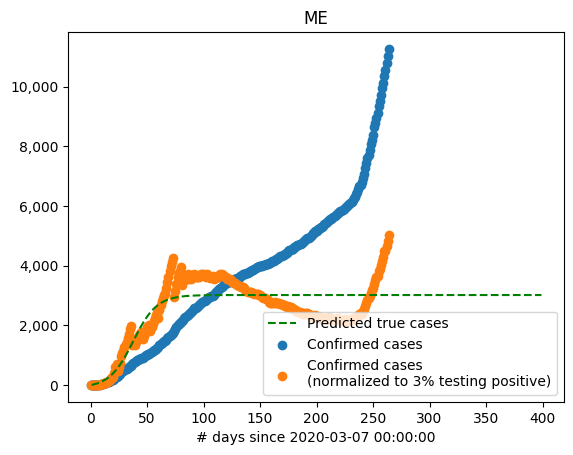 ME
10,000
8,000
6,000
4,000
2,000
0
Predicted true cases
Confirmed cases
Confirmed cases
(normalized to 3% testing positive)
0 50 100 150 200 250 300 350 400
# days since 2020-03-07 00:00:00